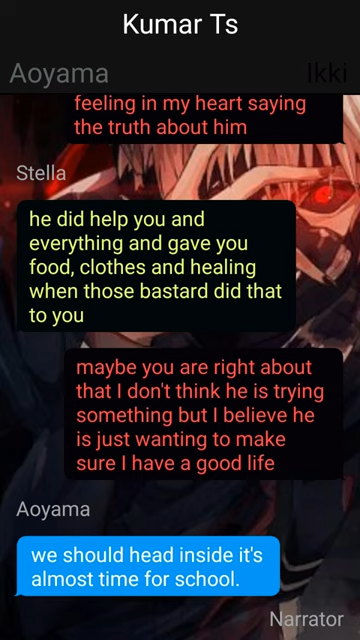 Kumar Ts
Aoyama
Ikki
feeling in my heart saying
the truth about him
Stella
he did help you and
everything and gave you
food, clothes and healing
when those bastard did that
to you
maybe you are right about
that I don't think he is trying
something but I believe he
is just wanting to make
sure I have a good life
Aoyama
we should head inside it's
almost time for school.
Narrator